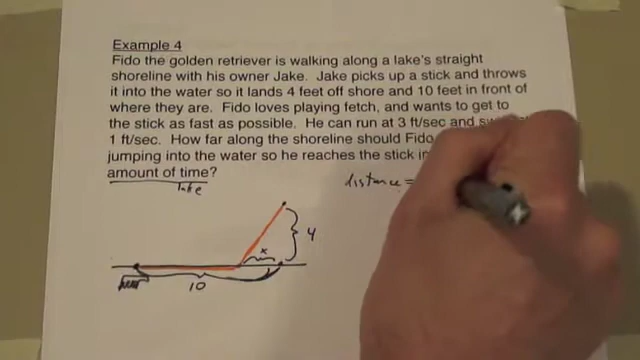 Example 4
Fido the golden retriever is walking along a lake's straight
shoreline with his owner Jake. Jake picks up a stick and throws
it into the water so it lands 4 feet off shore and 10 feet in front of
where they are. Fido loves playing fetch, and wants to get to
the stick as fast as possible. He can run at 3 ft/sec and
1 ft/sec. How far along the shoreline should Fido
jumping into the water so he reaches the stick in
amount of time?
lake
distance =
x
4
10